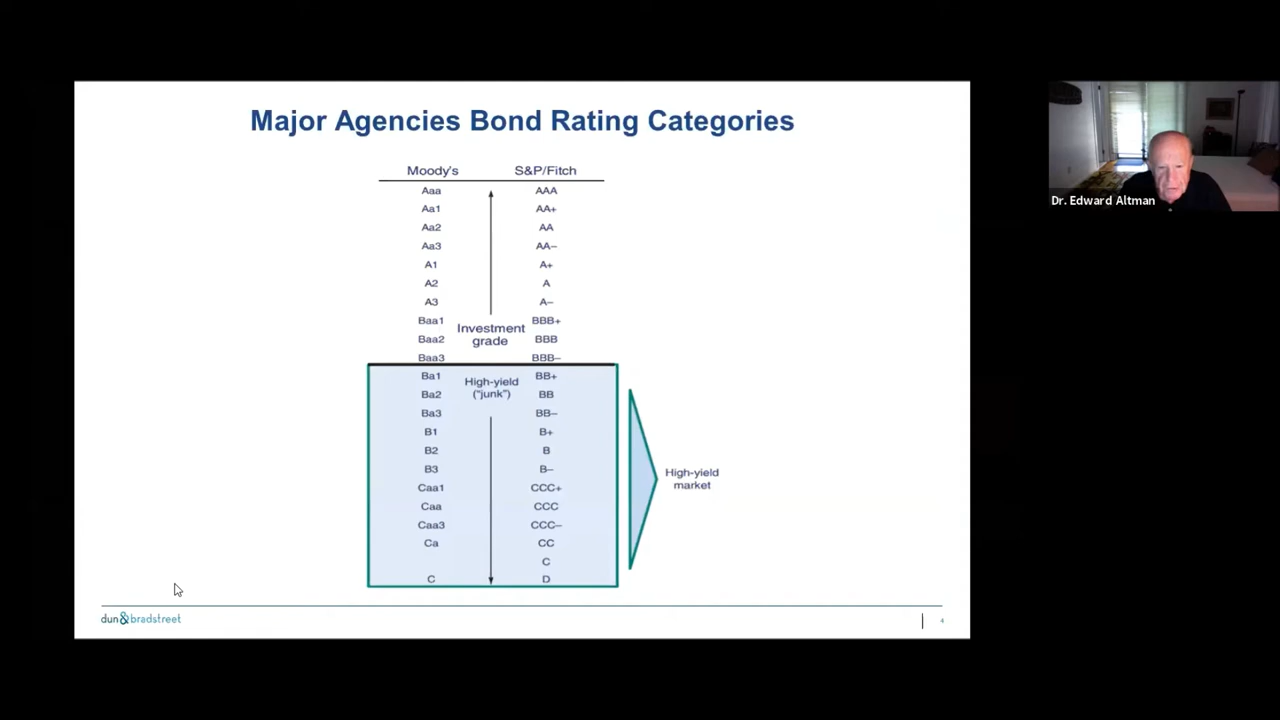 Major Agencies Bond Rating Categories
Moody's S&P/Fitch
Aaa AAA
Aa1 AA+
Aa2 AA
Aa3 AA–
A1 A+
A2 A
A3 A–
Baa1 BBB+
Investment
grade
Baa2 BBB
Baa3 BBB–
Ba1 BB+
High-yield
("junk")
Ba2 BB
Ba3 BB–
B1 B+
B2 B
B3 B–
High-yield
market
Caa1 CCC+
Caa CCC
Caa3 CCC–
Ca CC
C
C D
dun&bradstreet
4
Dr. Edward Altman